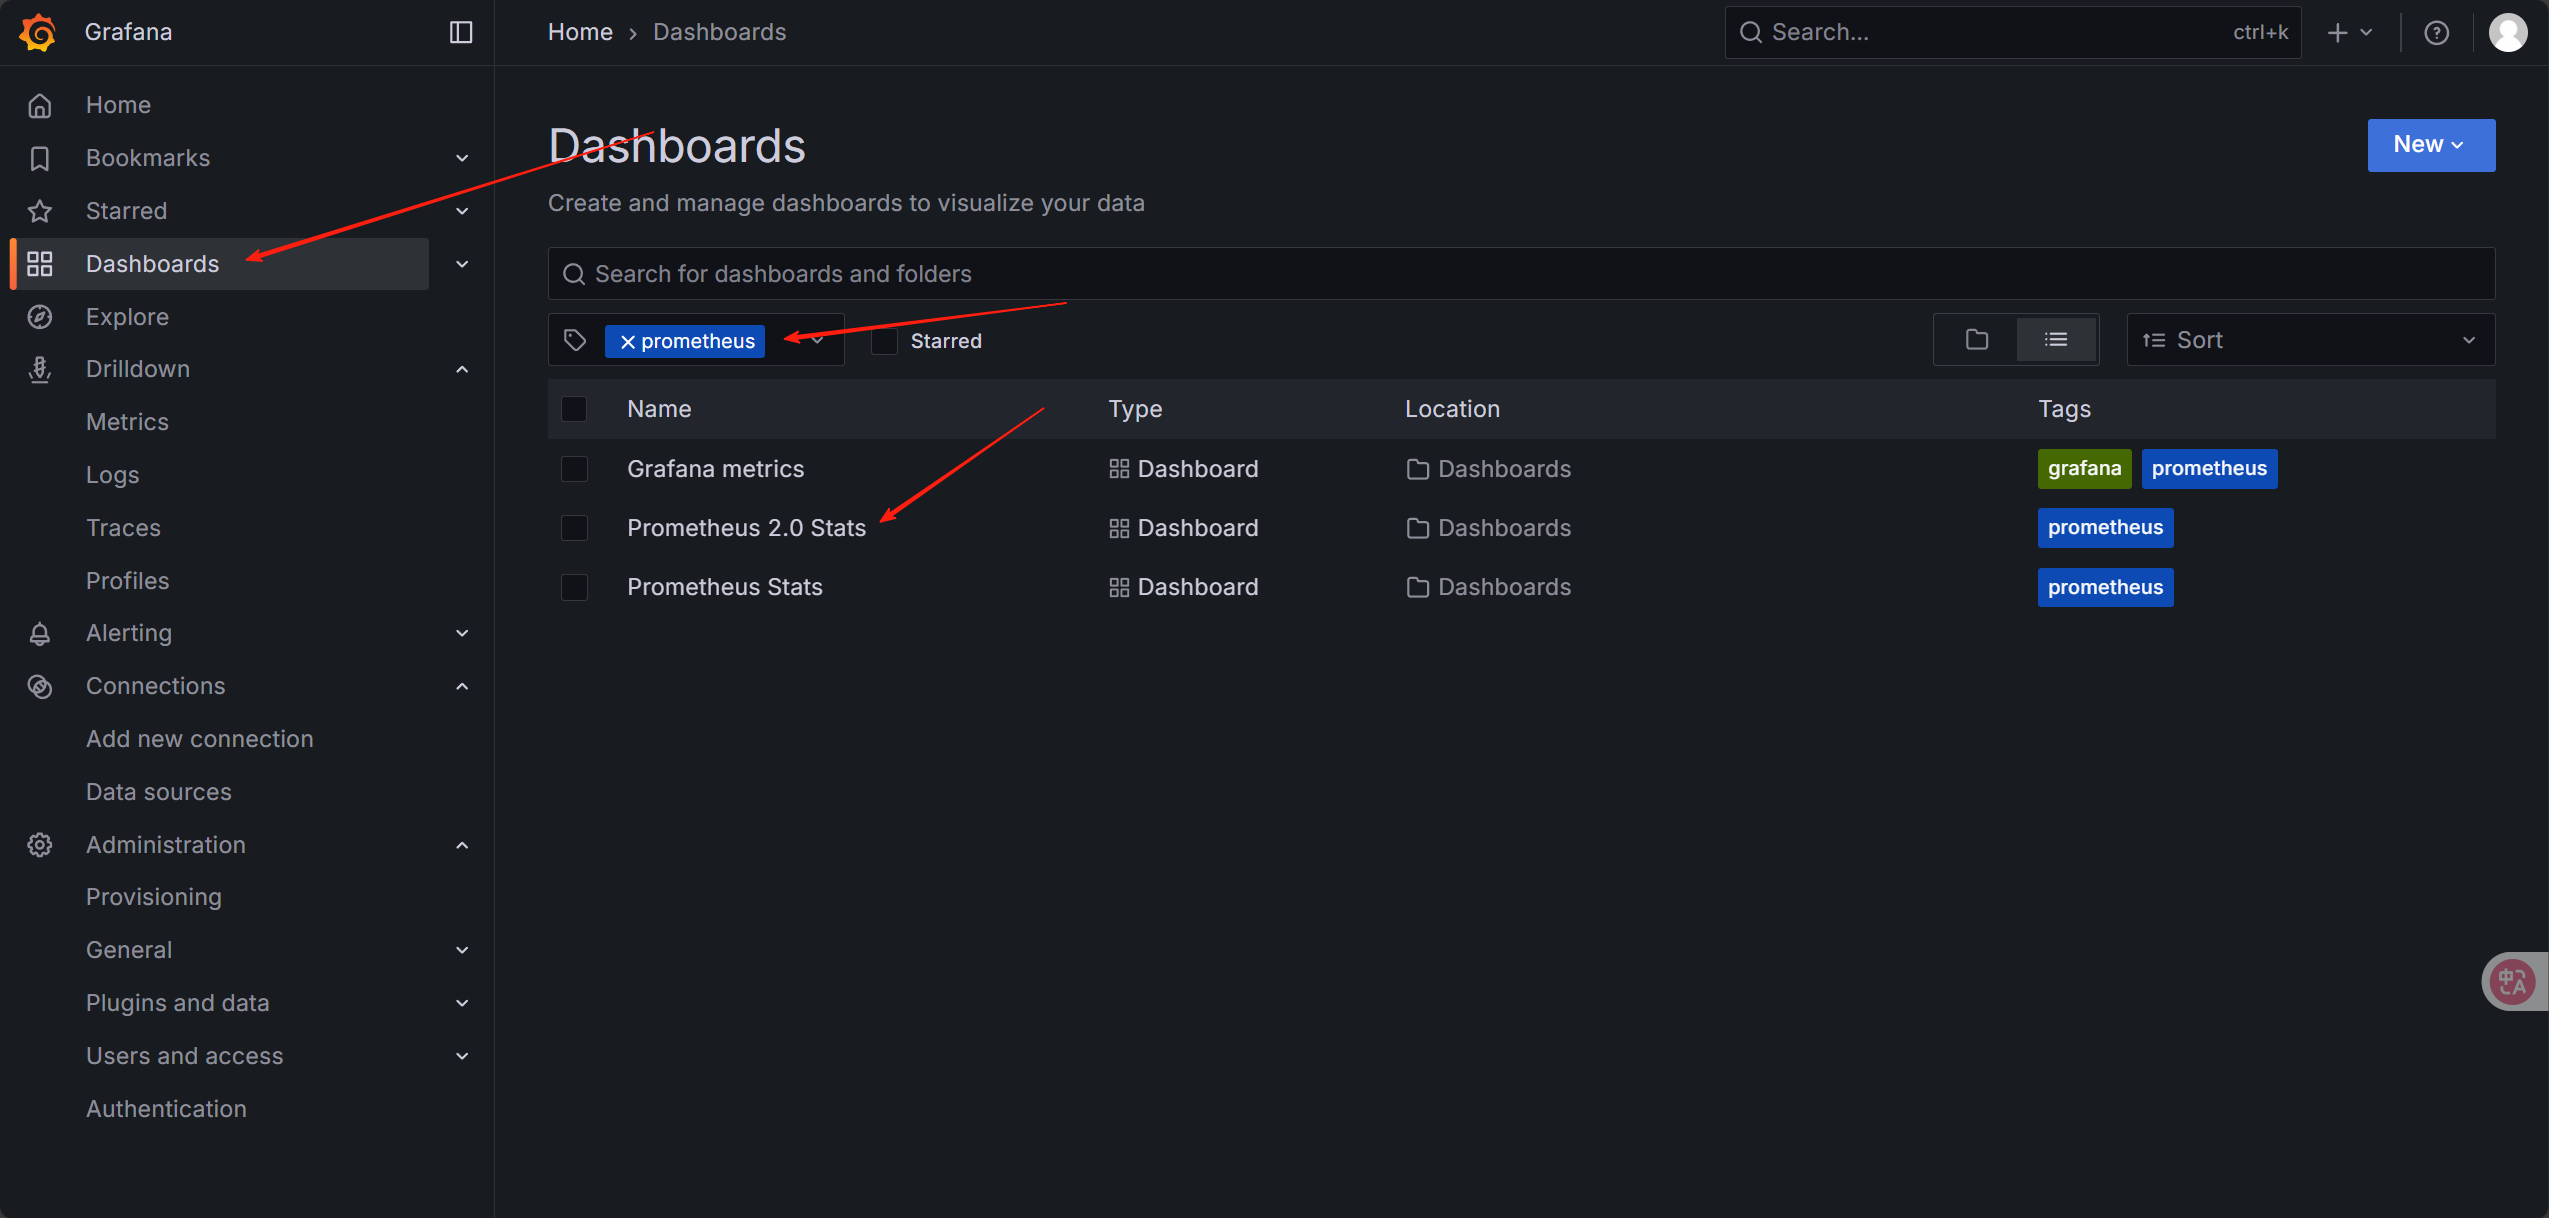 Grafana
Home › Dashboards
Search...
ctrl+k
Home
Bookmarks
Starred
Dashboards
Explore
Drilldown
Metrics
Logs
Traces
Profiles
Alerting
Connections
Add new connection
Data sources
Administration
Provisioning
General
Plugins and data
Users and access
Authentication
Dashboards
New
Create and manage dashboards to visualize your data
Search for dashboards and folders
prometheus
Starred
Sort
Name Type Location Tags
Grafana metrics Dashboard Dashboards grafana prometheus
Prometheus 2.0 Stats Dashboard Dashboards prometheus
Prometheus Stats Dashboard Dashboards prometheus
中A